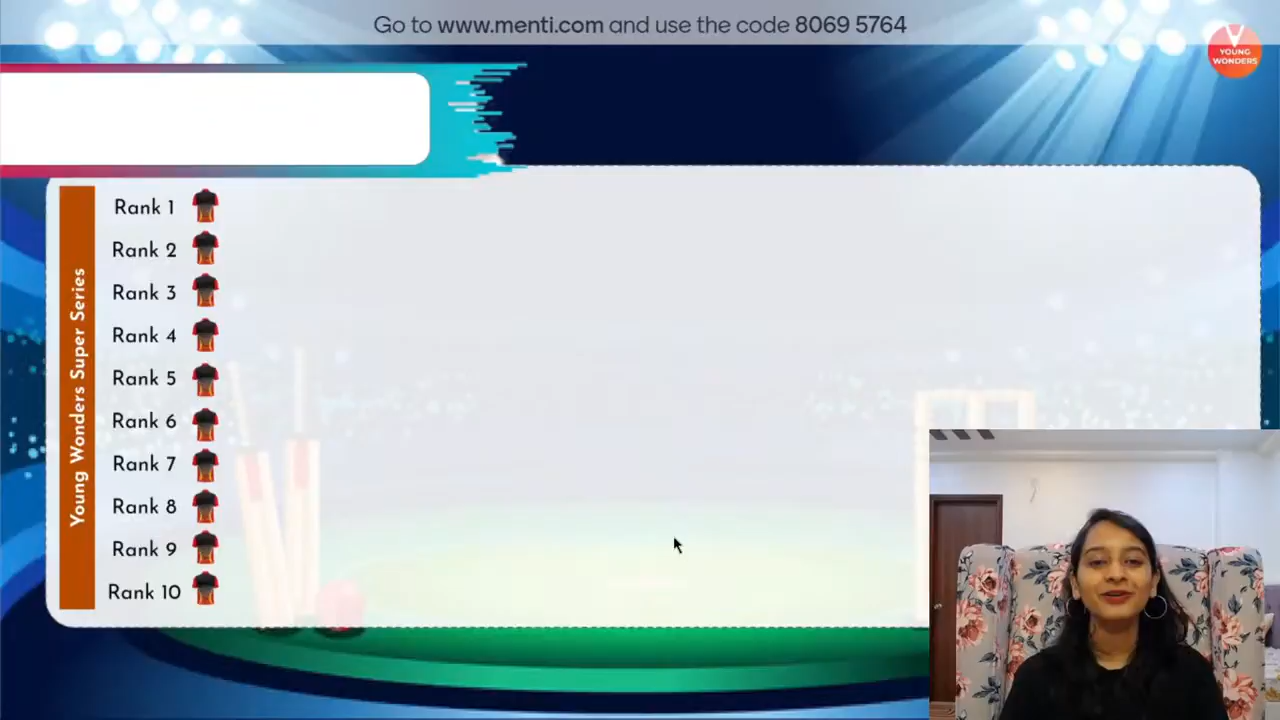 Go to www.menti.com and use the code 8069 5764
YOUNG
WONDERS
Young Wonders Super Series
Rank 1
Rank 2
Rank 3
Rank 4
Rank 5
Rank 6
Rank 7
Rank 8
Rank 9
Rank 10